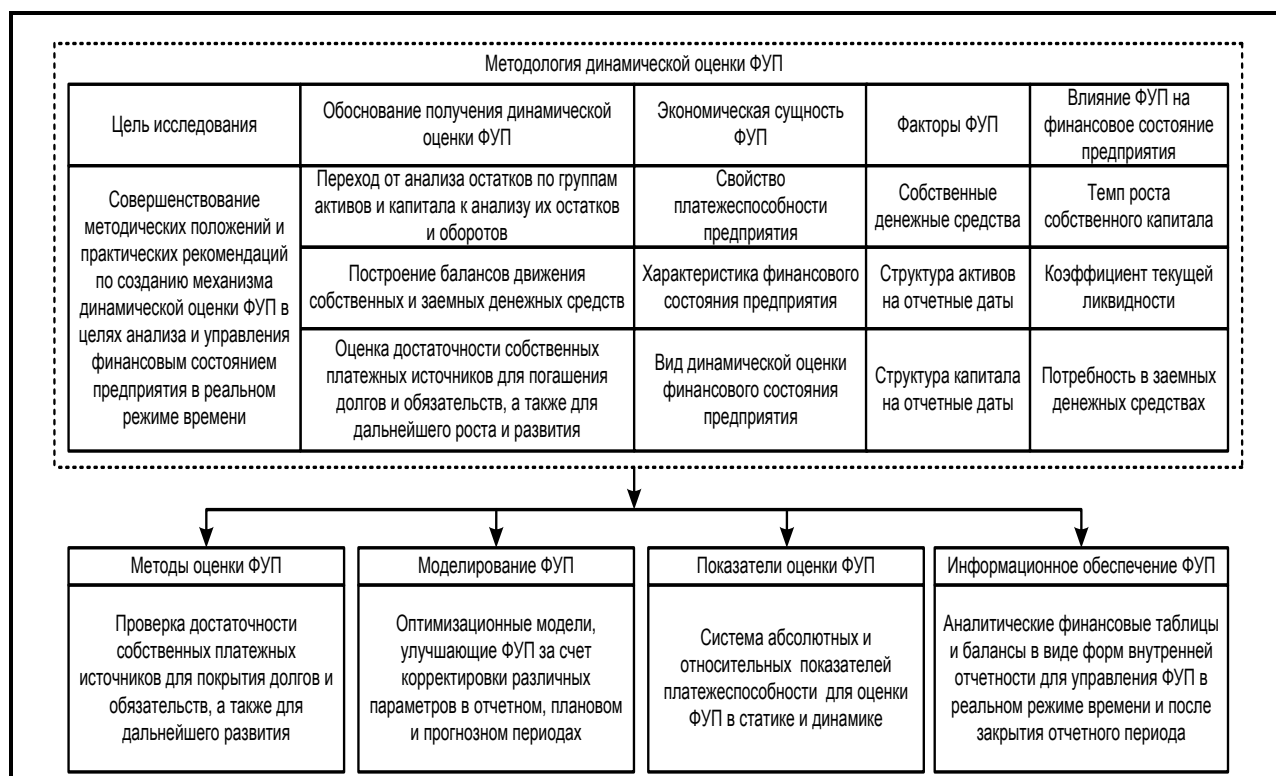 Методология динамической оценки ФУП
Цель исследования
Обоснование получения динамической
оценки ФУП
Экономическая сущность
ФУП
Факторы ФУП
Влияние ФУП на
финансовое состояние
предприятия
Совершенствование
методических положений и
практических рекомендаций
по созданию механизма
динамической оценки ФУП в
целях анализа и управления
финансовым состоянием
предприятия в реальном
режиме времени
Переход от анализа остатков по группам
активов и капитала к анализу их остатков
и оборотов
Свойство
платежеспособности
предприятия
Собственные
денежные средства
Темп роста
собственного капитала
Построение балансов движения
собственных и заемных денежных средств
Характеристика финансового
состояния предприятия
Структура активов
на отчетные даты
Коэффициент текущей
ликвидности
Оценка достаточности собственных
платежных источников для погашения
долгов и обязательств, а также для
дальнейшего роста и развития
Вид динамической оценки
финансового состояния
предприятия
Структура капитала
на отчетные даты
Потребность в заемных
денежных средствах
Методы оценки ФУП
Проверка достаточности
собственных платежных
источников для покрытия долгов и
обязательств, а также для
дальнейшего развития
Моделирование ФУП
Оптимизационные модели,
улучшающие ФУП за счет
корректировки различных
параметров в отчетном, плановом
и прогнозном периодах
Показатели оценки ФУП
Система абсолютных и
относительных показателей
платежеспособности для оценки
ФУП в статике и динамике
Информационное обеспечение ФУП
Аналитические финансовые таблицы
и балансы в виде форм внутренней
отчетности для управления ФУП в
реальном режиме времени и после
закрытия отчетного периода